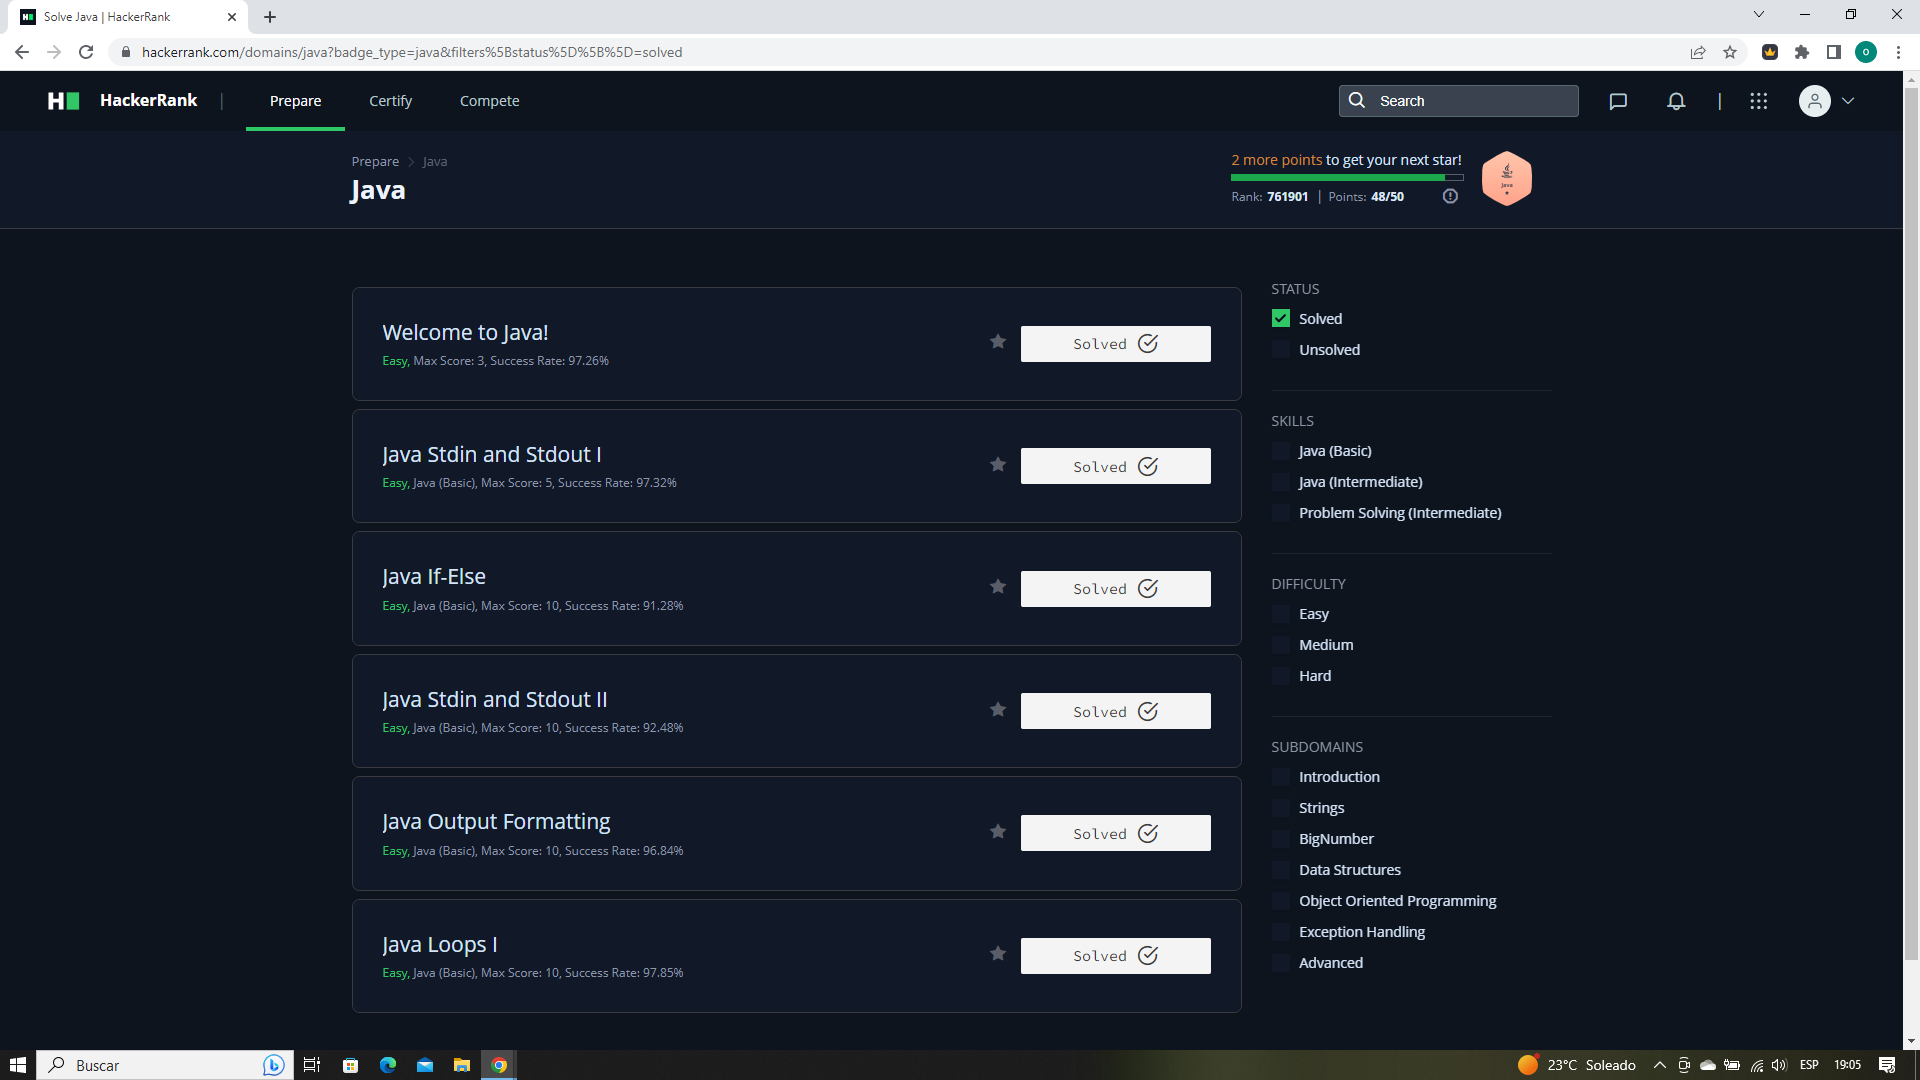 Solve Java | HackerRank
hackerrank.com/domains/java?badge_type=java&filters%5Bstatus%5D%5B%5D=solved
o
H
HackerRank
|
Prepare
Certify
Compete
Search
|
Prepare > Java
Java
2 more points to get your next star!
Rank: 761901 | Points: 48/50
Java
Welcome to Java!
Easy, Max Score: 3, Success Rate: 97.26%
Solved
Java Stdin and Stdout I
Easy, Java (Basic), Max Score: 5, Success Rate: 97.32%
Solved
Java If-Else
Easy, Java (Basic), Max Score: 10, Success Rate: 91.28%
Solved
Java Stdin and Stdout II
Easy, Java (Basic), Max Score: 10, Success Rate: 92.48%
Solved
Java Output Formatting
Easy, Java (Basic), Max Score: 10, Success Rate: 96.84%
Solved
Java Loops I
Easy, Java (Basic), Max Score: 10, Success Rate: 97.85%
Solved
STATUS
Solved
Unsolved
SKILLS
Java (Basic)
Java (Intermediate)
Problem Solving (Intermediate)
DIFFICULTY
Easy
Medium
Hard
SUBDOMAINS
Introduction
Strings
BigNumber
Data Structures
Object Oriented Programming
Exception Handling
Advanced
Buscar
23°C Soleado
ESP
19:05